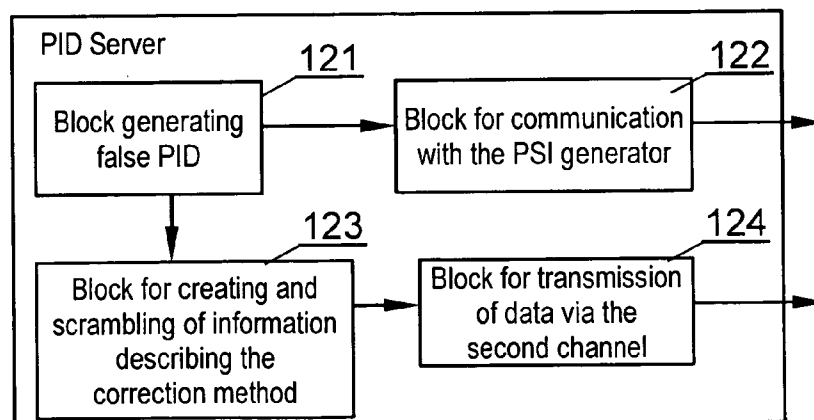 PID Server
121
Block generating
false PID
122
Block for communication
with the PSI generator
123
Block for creating and
scrambling of information
describing the
correction method
124
Block for transmission
of data via the
second channel